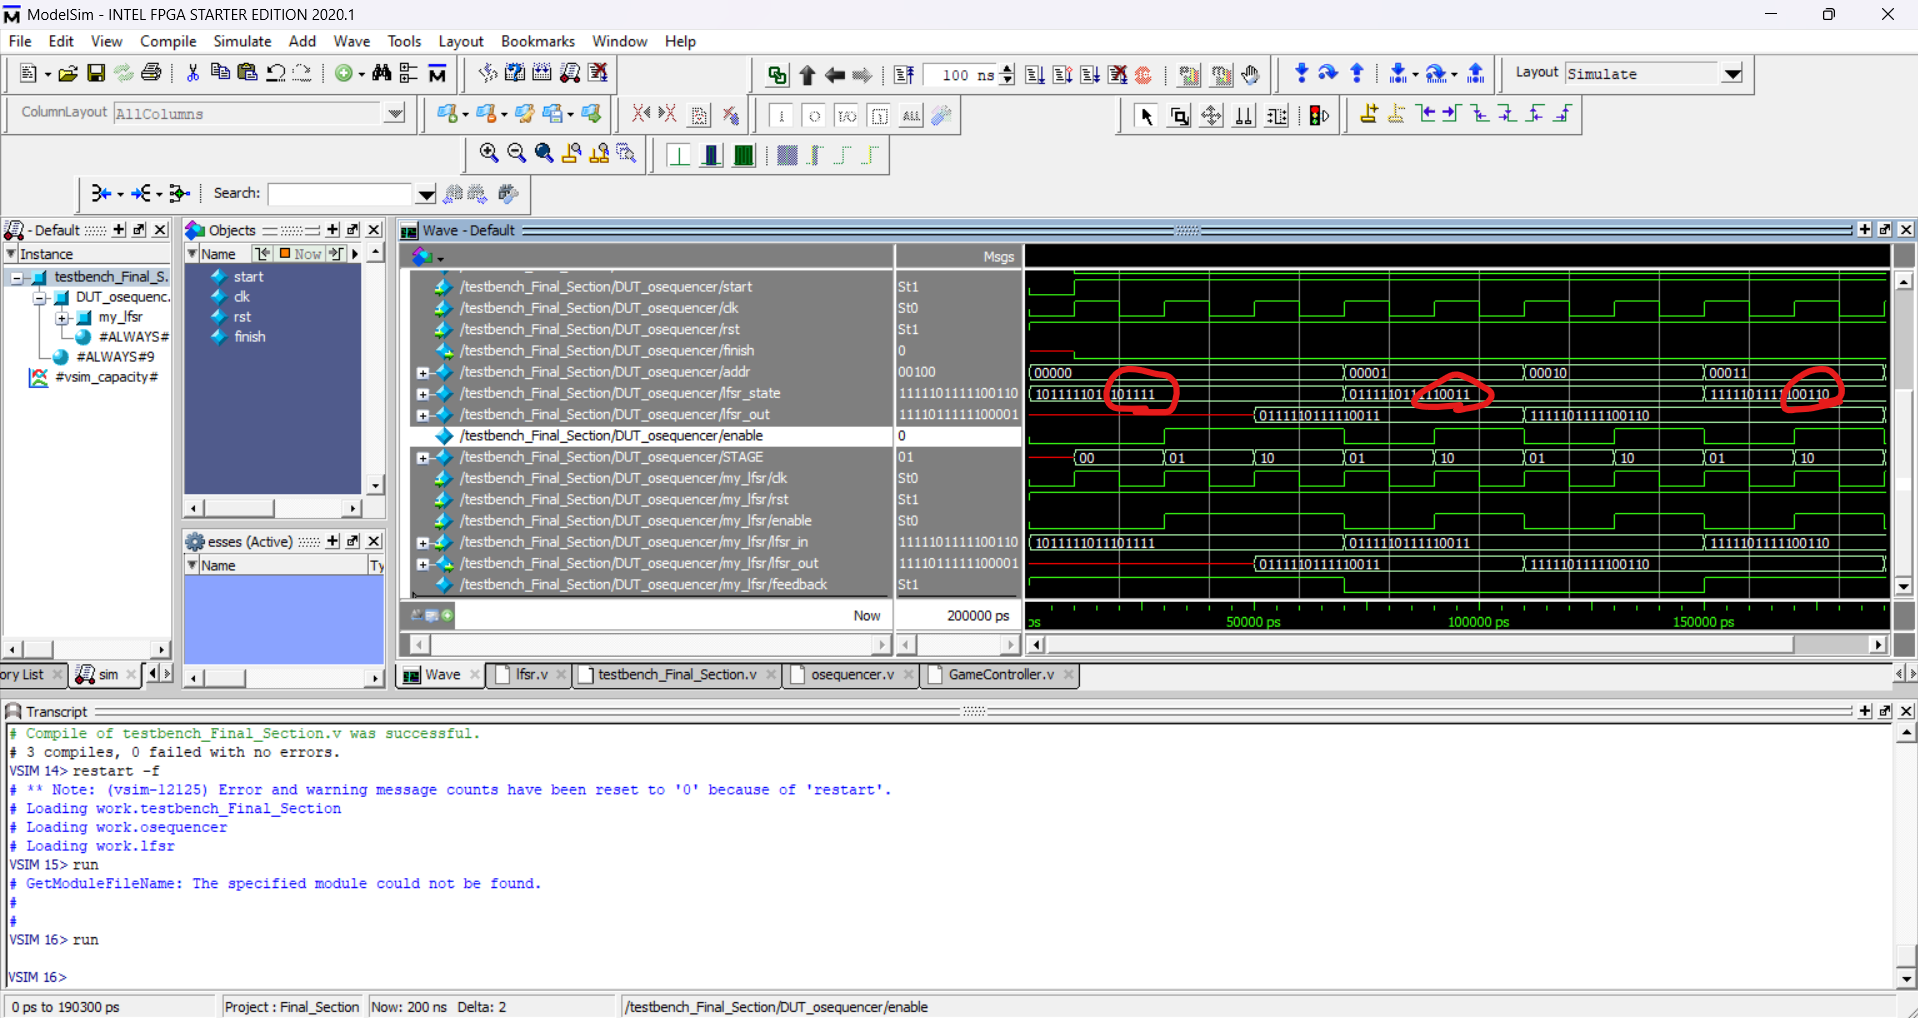 ModelSim - INTEL FPGA STARTER EDITION 2020.1
File Edit View Compile Simulate Add Wave Tools Layout Bookmarks Window Help
100 ns
Layout Simulate
ColumnLayout AllColumns
Search:
- Default
Instance
testbench_Final_S.
DUT_osequenc.
my_lfsr
#ALWAYS#
#ALWAYS#9
#vsim_capacity#
Objects
Name Now
start
clk
rst
finish
esses (Active)
Name Ty
Wave - Default
Msgs
/testbench_Final_Section/DUT_osequencer/start St1
/testbench_Final_Section/DUT_osequencer/clk St0
/testbench_Final_Section/DUT_osequencer/rst St1
/testbench_Final_Section/DUT_osequencer/finish 0
/testbench_Final_Section/DUT_osequencer/addr 00100 00000 00001 00010 00011
/testbench_Final_Section/DUT_osequencer/lfsr_state 1111101111100110 1011111011101111 0111110111110011 1111101111100110
/testbench_Final_Section/DUT_osequencer/lfsr_out 1111011111100001 0111110111110011 1111101111100110
/testbench_Final_Section/DUT_osequencer/enable 0
/testbench_Final_Section/DUT_osequencer/STAGE 01 00 01 10 01 10 01 10 01 10
/testbench_Final_Section/DUT_osequencer/my_lfsr/clk St0
/testbench_Final_Section/DUT_osequencer/my_lfsr/rst St1
/testbench_Final_Section/DUT_osequencer/my_lfsr/enable St0
/testbench_Final_Section/DUT_osequencer/my_lfsr/lfsr_in 1111101111100110 1011111011101111 0111110111110011 1111101111100110
/testbench_Final_Section/DUT_osequencer/my_lfsr/lfsr_out 1111011111100001 0111110111110011 1111101111100110
/testbench_Final_Section/DUT_osequencer/my_lfsr/feedback St1
Now 200000 ps
ps 50000 ps 100000 ps 150000 ps
ory List sim
Wave lfsr.v testbench_Final_Section.v osequencer.v GameController.v
Transcript
# Compile of testbench_Final_Section.v was successful.
# 3 compiles, 0 failed with no errors.
VSIM 14> restart -f
# ** Note: (vsim-12125) Error and warning message counts have been reset to '0' because of 'restart'.
# Loading work.testbench_Final_Section
# Loading work.osequencer
# Loading work.lfsr
VSIM 15> run
# GetModuleFileName: The specified module could not be found.
#
#
VSIM 16> run
VSIM 16>
0 ps to 190300 ps Project : Final_Section Now: 200 ns Delta: 2 /testbench_Final_Section/DUT_osequencer/enable